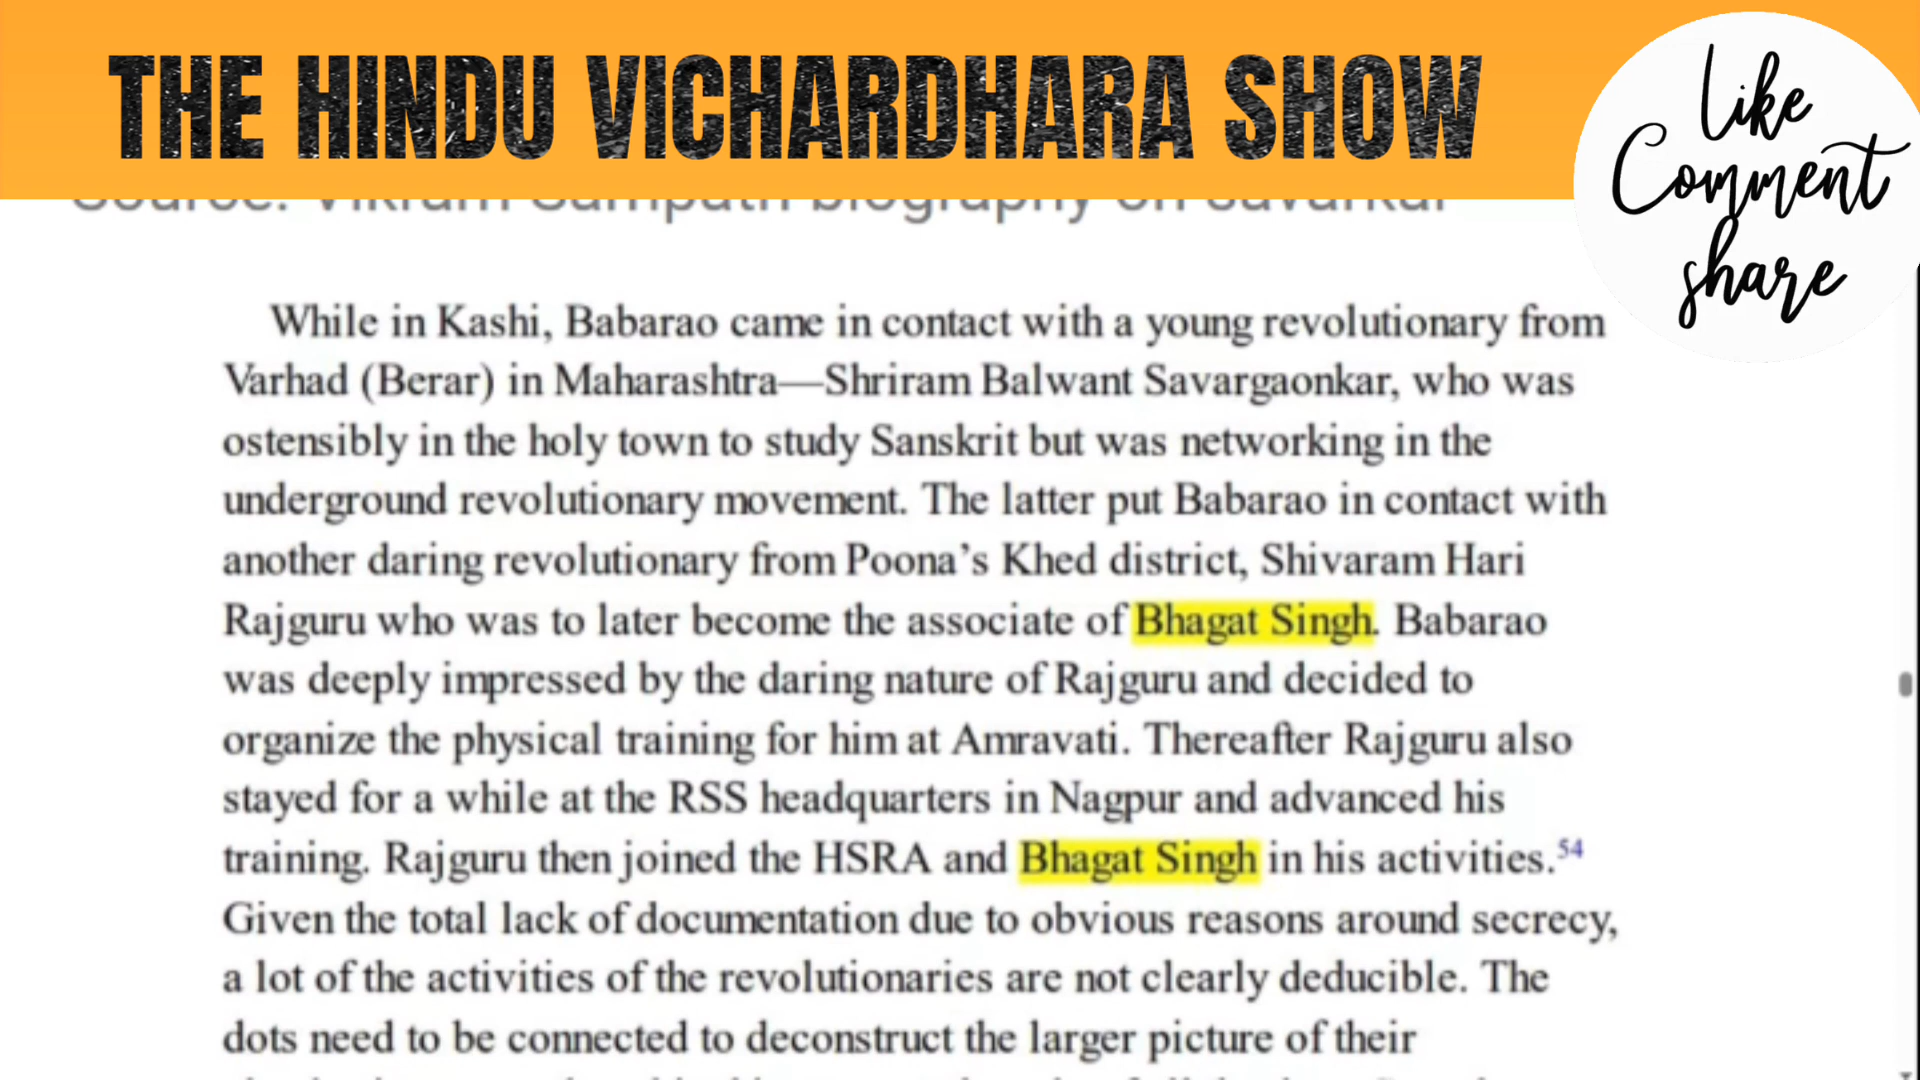 THE HINDU VICHARDHARA SHOW
like
Comment
share
Source: Vikram Sampath biography on savarkar
While in Kashi, Babarao came in contact with a young revolutionary from
Varhad (Berar) in Maharashtra—Shriram Balwant Savargaonkar, who was
ostensibly in the holy town to study Sanskrit but was networking in the
underground revolutionary movement. The latter put Babarao in contact with
another daring revolutionary from Poona’s Khed district, Shivaram Hari
Rajguru who was to later become the associate of Bhagat Singh. Babarao
was deeply impressed by the daring nature of Rajguru and decided to
organize the physical training for him at Amravati. Thereafter Rajguru also
stayed for a while at the RSS headquarters in Nagpur and advanced his
training. Rajguru then joined the HSRA and Bhagat Singh in his activities.54
Given the total lack of documentation due to obvious reasons around secrecy,
a lot of the activities of the revolutionaries are not clearly deducible. The
dots need to be connected to deconstruct the larger picture of their